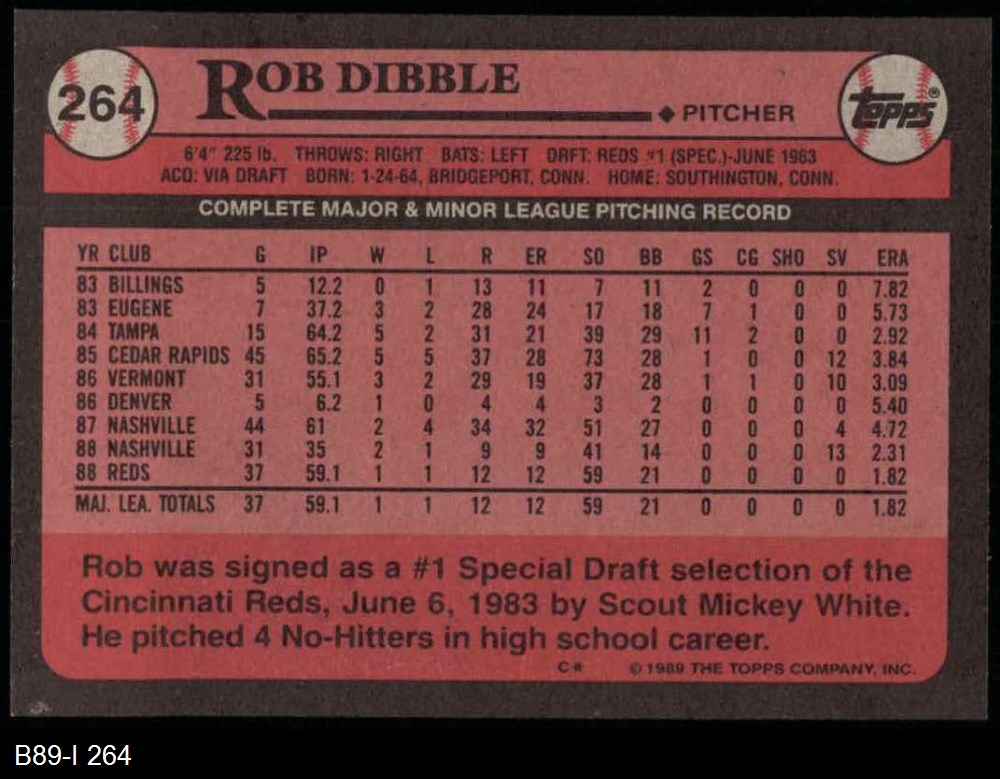 264
ROB DIBBLE
◆ PITCHER
topps®
6'4" 225 lb. THROWS: RIGHT BATS: LEFT DRFT: REDS #1 (SPEC.)-JUNE 1983
ACQ: VIA DRAFT BORN: 1-24-64, BRIDGEPORT, CONN. HOME: SOUTHINGTON, CONN.
COMPLETE MAJOR & MINOR LEAGUE PITCHING RECORD
YR CLUB G IP W L R ER SO BB GS CG SHO SV ERA
83 BILLINGS 5 12.2 0 1 13 11 7 11 2 0 0 0 7.82
83 EUGENE 7 37.2 3 2 28 24 17 18 7 1 0 0 5.73
84 TAMPA 15 64.2 5 2 31 21 39 29 11 2 0 0 2.92
85 CEDAR RAPIDS 45 65.2 5 5 37 28 73 28 1 0 0 12 3.84
86 VERMONT 31 55.1 3 2 29 19 37 28 1 1 0 10 3.09
86 DENVER 5 6.2 1 0 4 4 3 2 0 0 0 0 5.40
87 NASHVILLE 44 61 2 4 34 32 51 27 0 0 0 4 4.72
88 NASHVILLE 31 35 2 1 9 9 41 14 0 0 0 13 2.31
88 REDS 37 59.1 1 1 12 12 59 21 0 0 0 0 1.82
MAJ. LEA. TOTALS 37 59.1 1 1 12 12 59 21 0 0 0 0 1.82
Rob was signed as a #1 Special Draft selection of the
Cincinnati Reds, June 6, 1983 by Scout Mickey White.
He pitched 4 No-Hitters in high school career.
C* © 1989 THE TOPPS COMPANY, INC.
B89-I 264